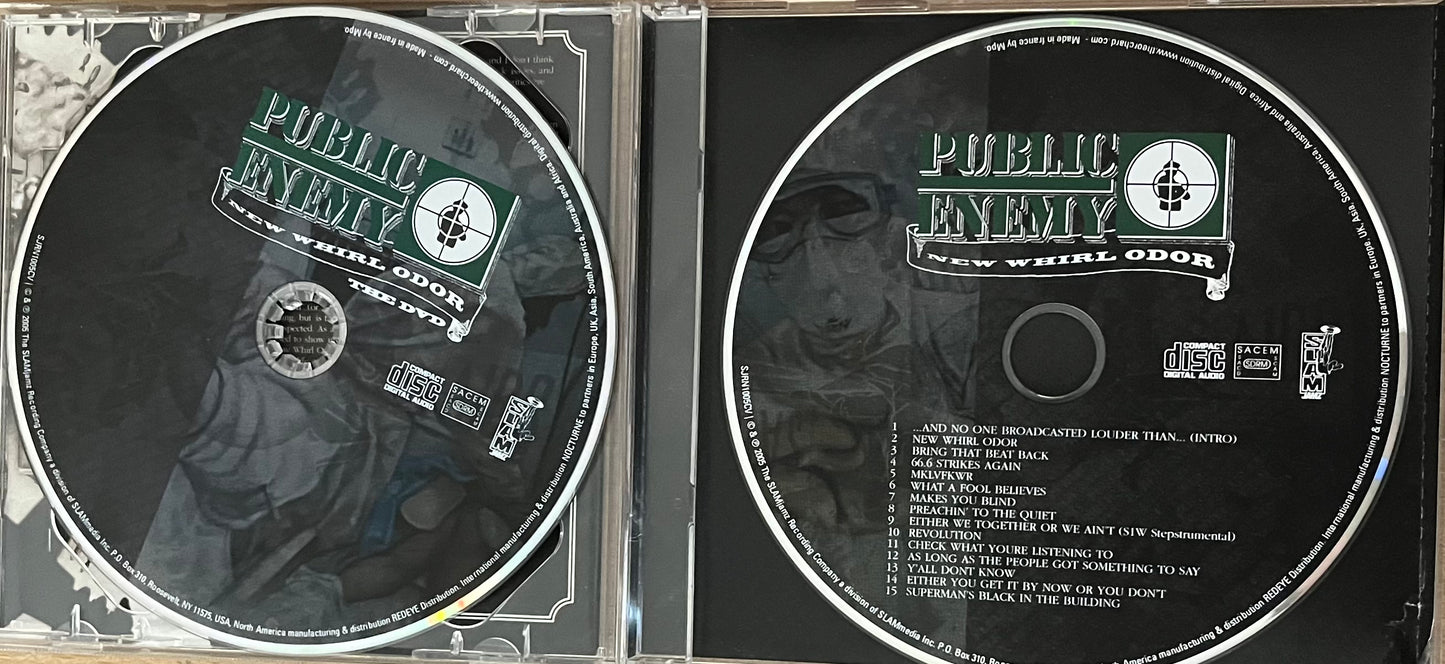 and I don't think
PUBLIC
ENEMY
NEW WHIRL ODOR
THE DVD
COMPACT
disc
DIGITAL AUDIO
SACEM
SDRM
SLAM
JAMZ
SJRN1005CV | © & ℗ 2005 The SLAMjamz Recording Company a division of SLAMmedia Inc. P.O. Box 310, Roosevelt, NY 11575, USA, North America manufacturing & distribution REDEYE Distribution, International manufacturing & distribution NOCTURNE to partners in Europe, UK, Asia, South America, Australia and Africa Digital distribution www.theorchard.com - Made in france by Mpo.
PUBLIC
ENEMY
NEW WHIRL ODOR
COMPACT
disc
DIGITAL AUDIO
SACEM
SDRM
SLAM
JAMZ
1 ...AND NO ONE BROADCASTED LOUDER THAN... (INTRO)
2 NEW WHIRL ODOR
3 BRING THAT BEAT BACK
4 66.6 STRIKES AGAIN
5 MKLVFKWR
6 WHAT A FOOL BELIEVES
7 MAKES YOU BLIND
8 PREACHIN' TO THE QUIET
9 EITHER WE TOGETHER OR WE AIN'T (S1W Stepstrumental)
10 REVOLUTION
11 CHECK WHAT YOURE LISTENING TO
12 AS LONG AS THE PEOPLE GOT SOMETHING TO SAY
13 Y'ALL DONT KNOW
14 EITHER YOU GET IT BY NOW OR YOU DON'T
15 SUPERMAN'S BLACK IN THE BUILDING
SJRN1005CV | © & ℗ 2005 The SLAMjamz Recording Company a division of SLAMmedia Inc. P.O. Box 310, Roosevelt, distribution REDEYE Distribution, International manufacturing & distribution NOCTURNE to partners in Europe, UK, Asia, South America, Australia and Africa Digital distribution www.theorchard.com - Made in france by Mpo.